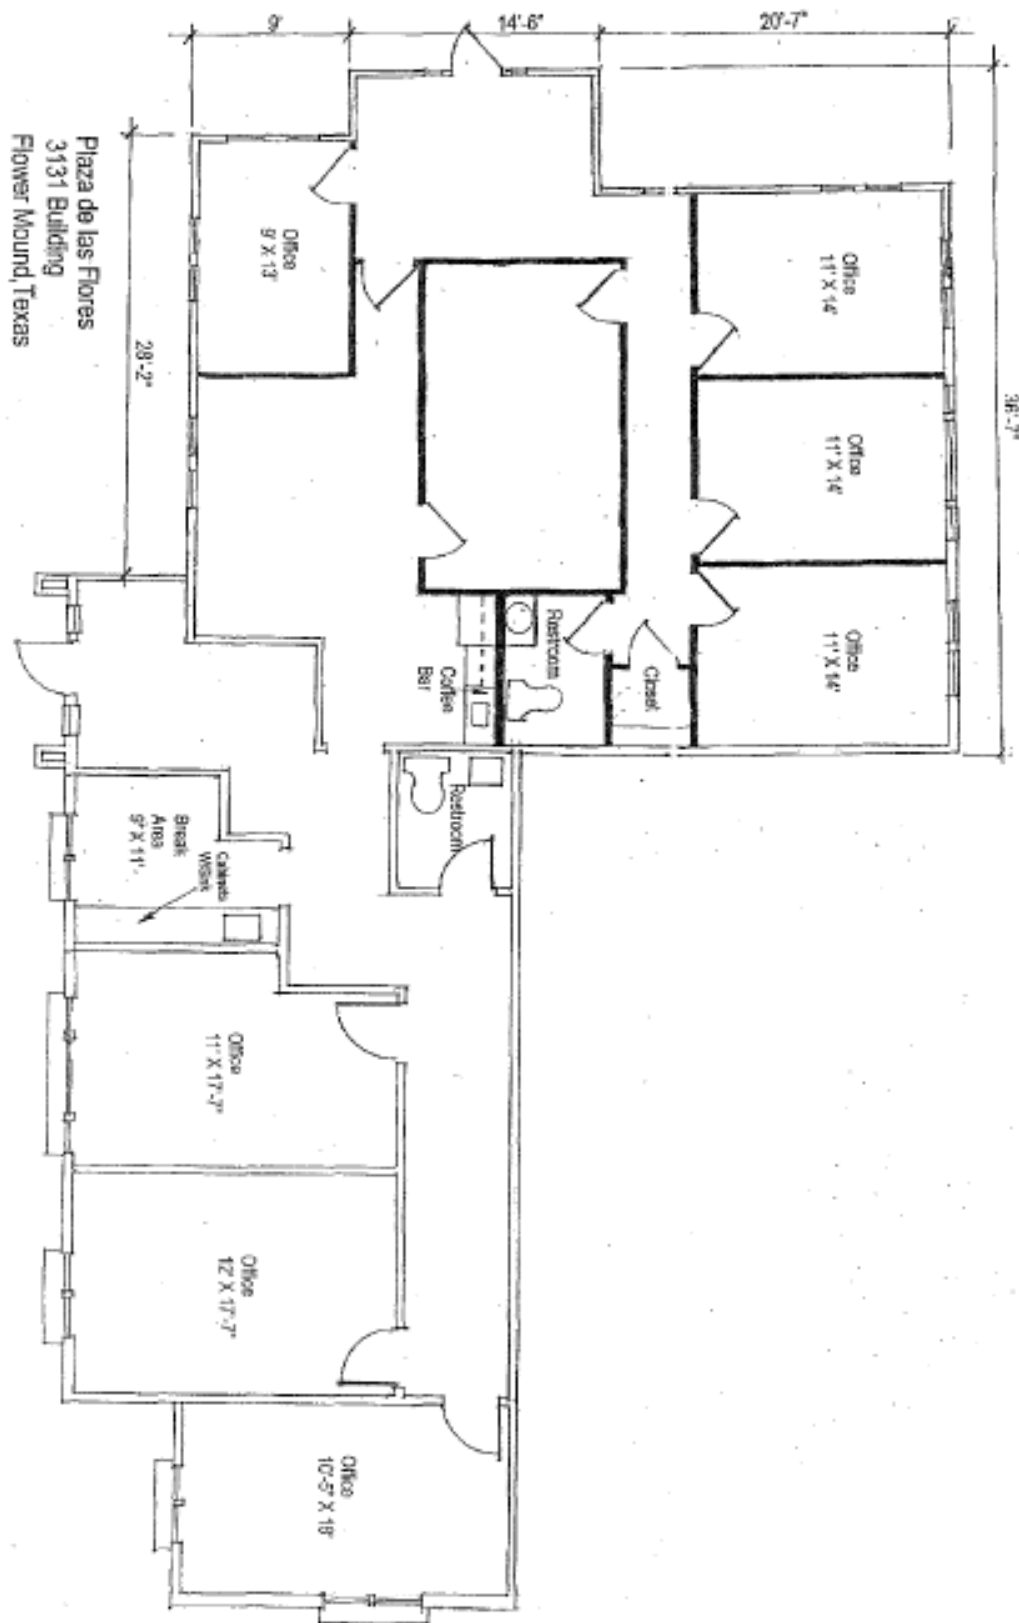 9'
14'-6"
20'-7"
36'-7"
28'-2"
Plaza de las Flores
3131 Building
Flower Mound, Texas
Office
9' X 13'
Office
11' X 14'
Office
11' X 14'
Office
11' X 14'
Restroom
Closet
Coffee
Bar
Restroom
Break
Area
9' X 11'
Cabinets
W/Sink
Office
11' X 17'-7"
Office
12' X 17'-7"
Office
10'-5" X 18'